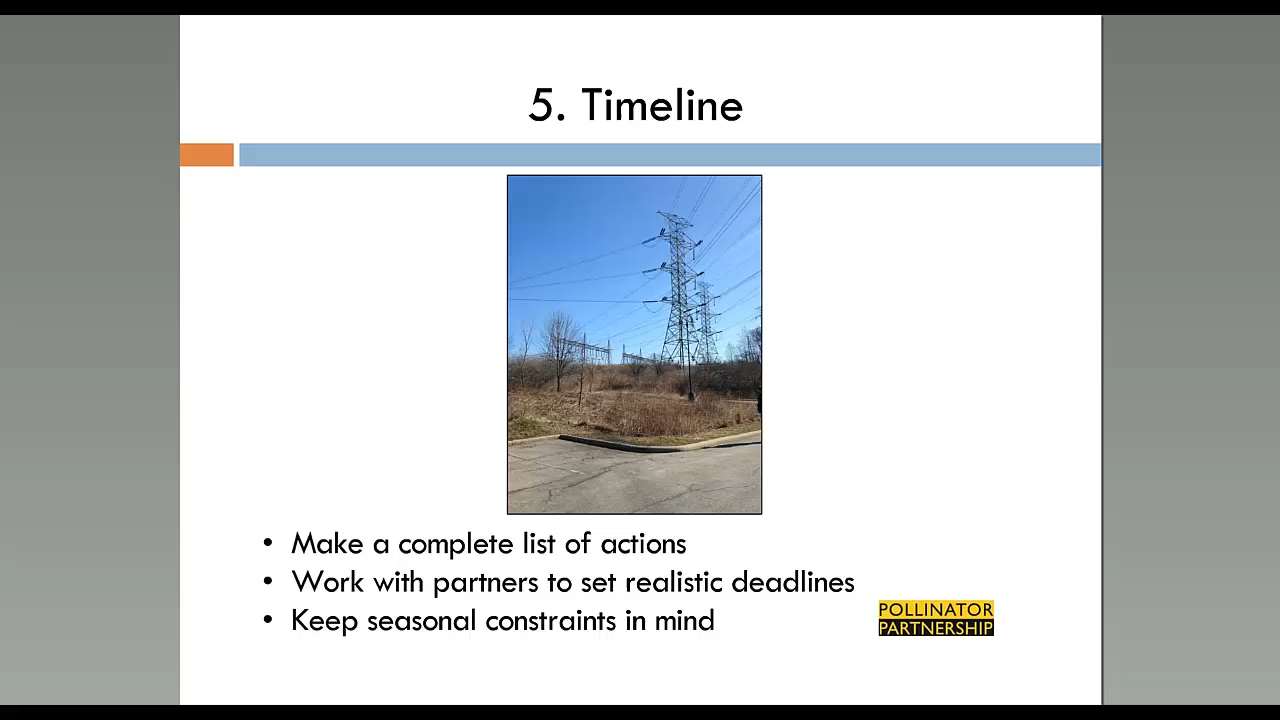 5. Timeline
• Make a complete list of actions
• Work with partners to set realistic deadlines
• Keep seasonal constraints in mind
POLLINATOR
PARTNERSHIP